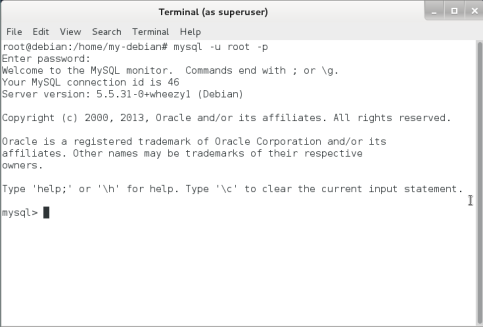 Terminal (as superuser)
File Edit View Search Terminal Help
root@debian:/home/my-debian# mysql -u root -p
Enter password:
Welcome to the MySQL monitor.  Commands end with ; or \g.
Your MySQL connection id is 46
Server version: 5.5.31-0+wheezy1 (Debian)
Copyright (c) 2000, 2013, Oracle and/or its affiliates. All rights reserved.
Oracle is a registered trademark of Oracle Corporation and/or its
affiliates. Other names may be trademarks of their respective
owners.
Type 'help;' or '\h' for help. Type '\c' to clear the current input statement.
mysql>